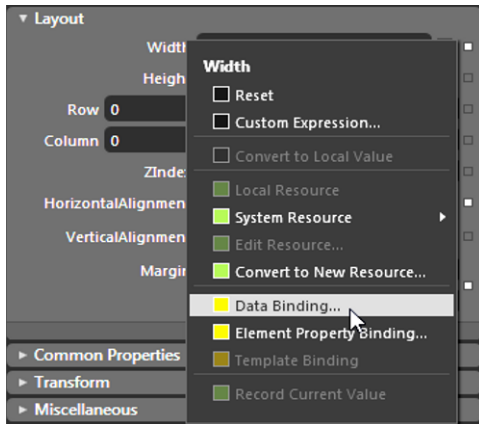 Layout
Width
Width
Height
Reset
Row 0
Custom Expression...
Column 0
Convert to Local Value
ZIndex
Local Resource
HorizontalAlignmen
System Resource
VerticalAlignmen
Edit Resource...
Margin
Convert to New Resource...
Data Binding...
Element Property Binding...
Common Properties
Template Binding
Transform
Record Current Value
Miscellaneous